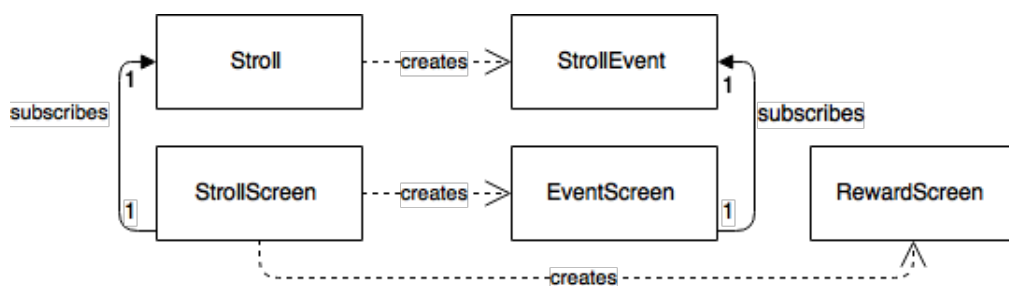 Stroll
creates
StrollEvent
1
1
subscribes
subscribes
StrollScreen
creates
EventScreen
RewardScreen
1
1
creates